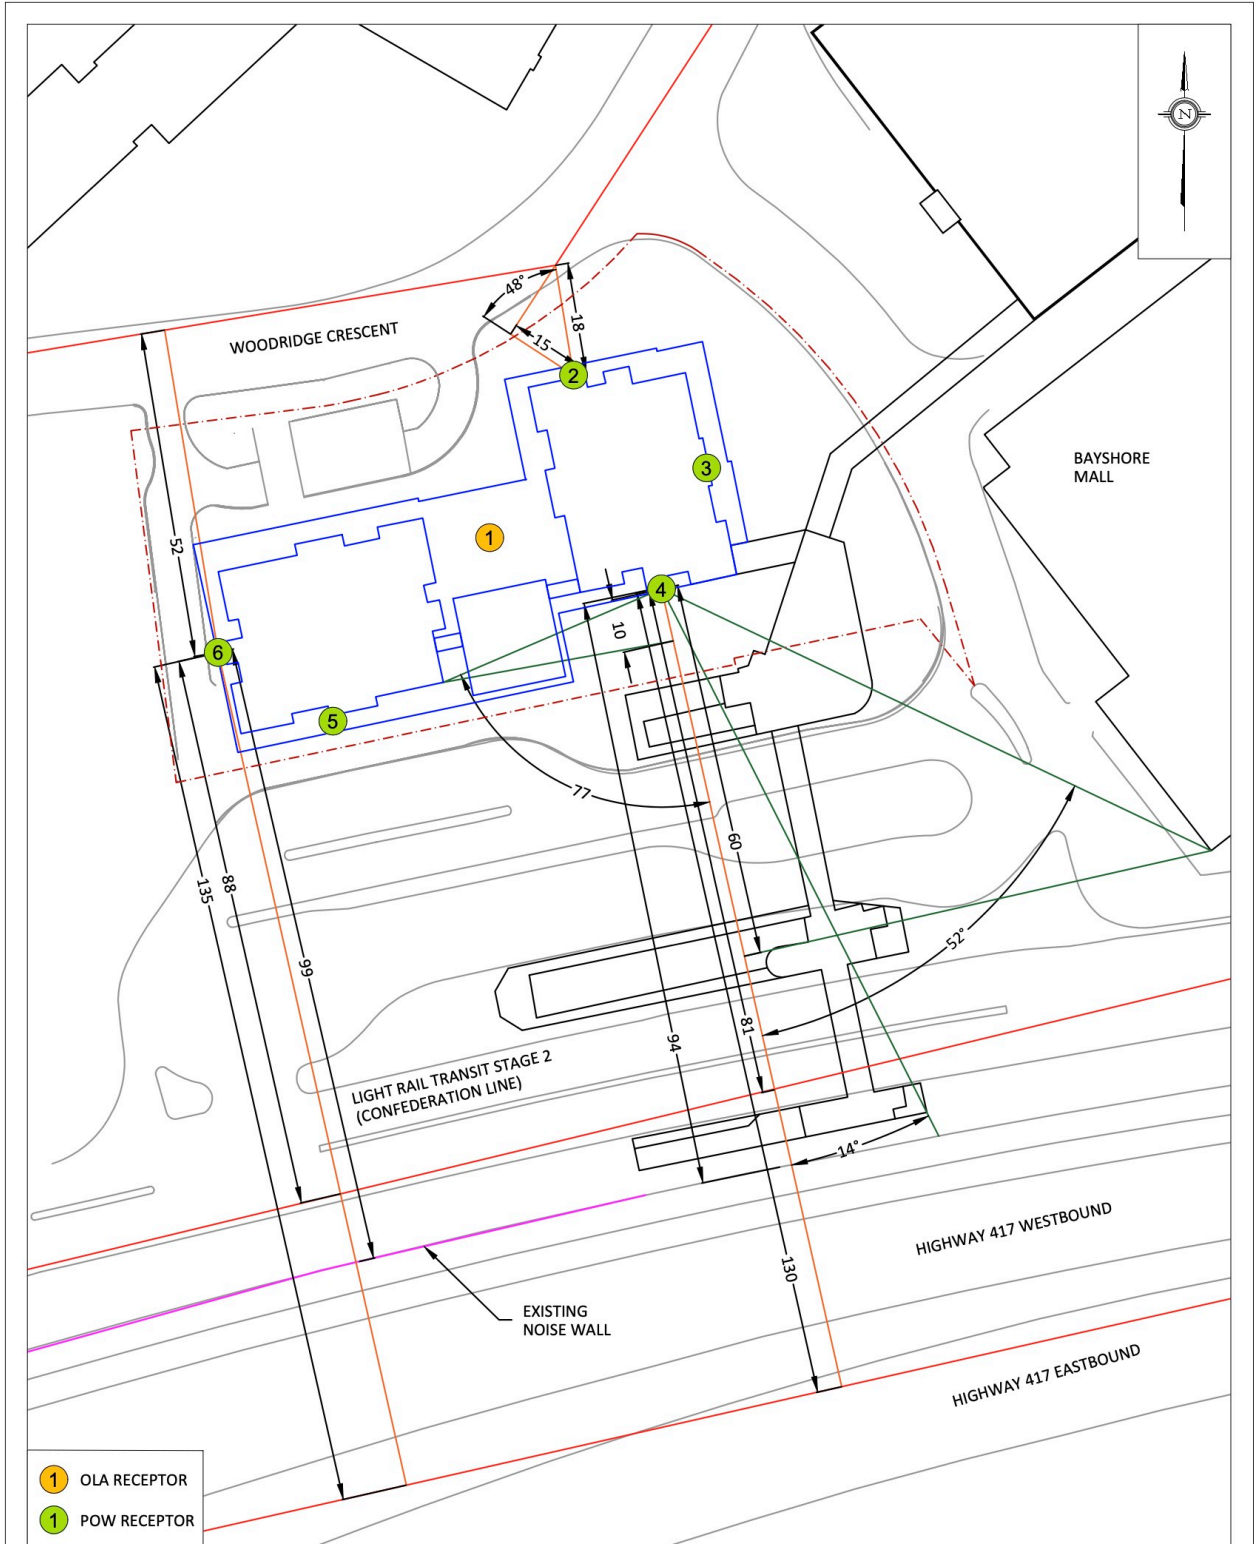 N
48°
18
15
WOODRIDGE CRESCENT
2
3
BAYSHORE
MALL
1
52
4
10
6
5
77
60
88
135
52°
99
81
94
LIGHT RAIL TRANSIT STAGE 2
(CONFEDERATION LINE)
14°
HIGHWAY 417 WESTBOUND
130
EXISTING
NOISE WALL
HIGHWAY 417 EASTBOUND
1 OLA RECEPTOR
1 POW RECEPTOR